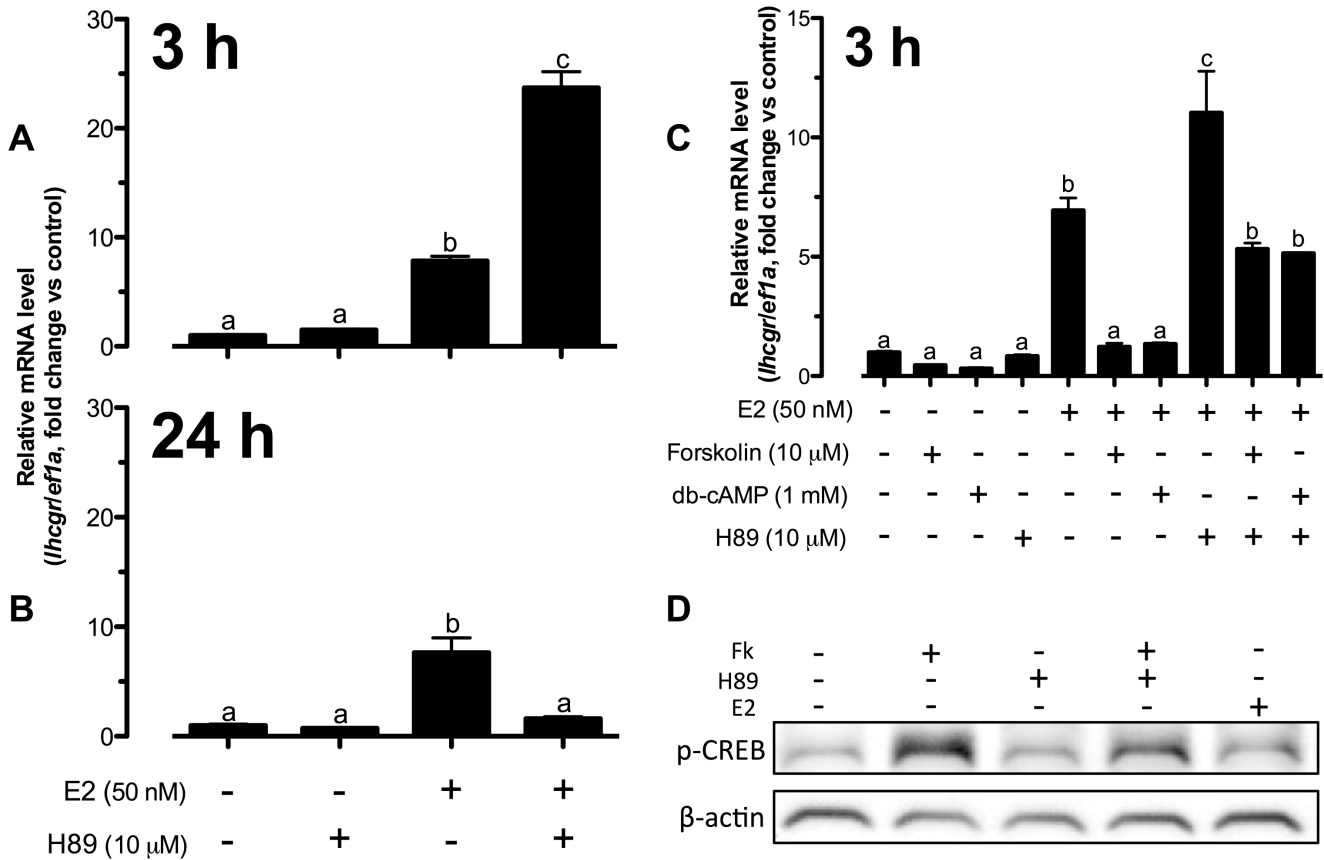 A
3 h
30
20
10
0
a
a
b
c
Relative mRNA level
(lhcgr/ef1a, fold change vs control)
B
24 h
30
20
10
0
a
a
b
a
E2 (50 nM) - - + +
H89 (10 μM) - + - +
C
3 h
Relative mRNA level
(lhcgr/ef1a, fold change vs control)
15
10
5
0
a
a
a
a
b
a
a
c
b
b
E2 (50 nM) - - - - + + + + + +
Forskolin (10 μM) - + - - - + - - + -
db-cAMP (1 mM) - - + - - - + - - +
H89 (10 μM) - - - + - - - + + +
D
Fk - + - + -
H89 - - + + -
E2 - - - - +
p-CREB
β-actin